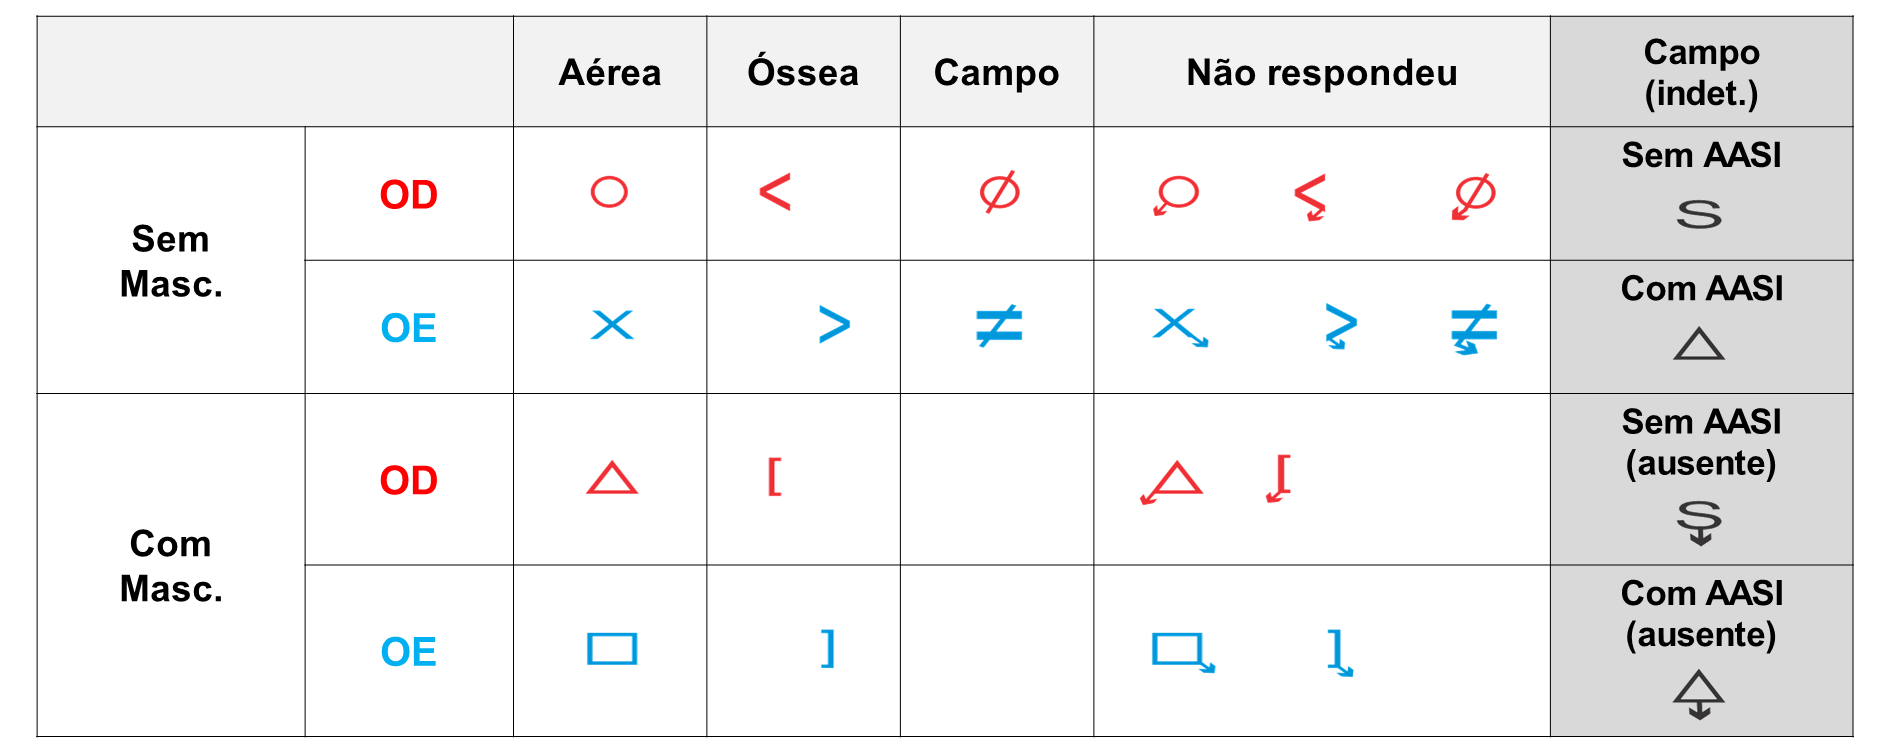 Aérea Óssea Campo Não respondeu Campo
(indet.)
Sem
Masc.
OD O < Ø Sem AASI
S
OE X > ≠ Com AASI
△
Com
Masc.
OD △ [ Sem AASI
(ausente)
S
OE □ ] Com AASI
(ausente)